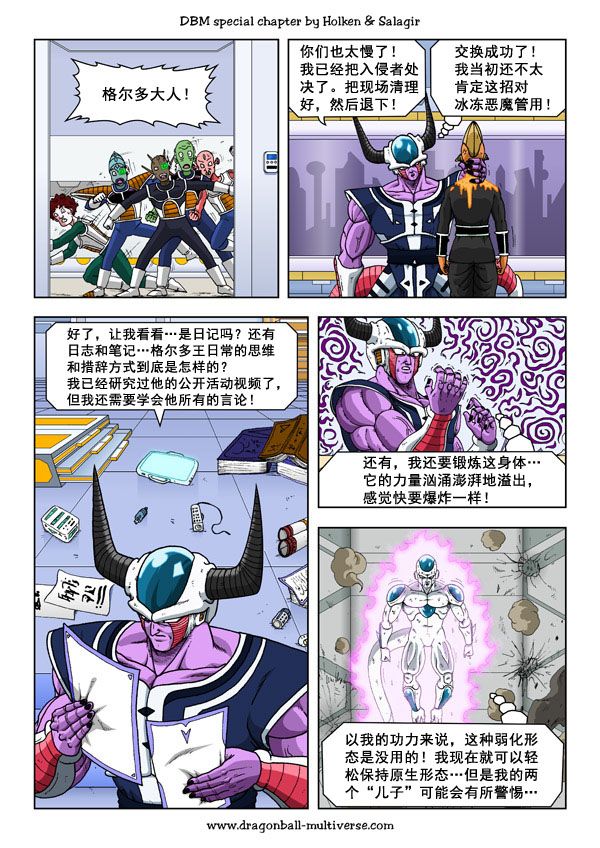 DBM special chapter by Holken & Salagir
格尔多大人！
你们也太慢了！
我已经把入侵者处
决了。把现场清理
好，然后退下！
交换成功了！
我当初还不太
肯定这招对
冰冻恶魔管用！
好了，让我看看…是日记吗？还有
日志和笔记…格尔多王日常的思维
和措辞方式到底是怎样的？
我已经研究过他的公开活动视频了，
但我还需要学会他所有的言论！
还有，我还要锻炼这身体…
它的力量汹涌澎湃地溢出，
感觉快要爆炸一样！
以我的功力来说，这种弱化形
态是没用的！我现在就可以轻
松保持原生形态…但是我的两
个“儿子”可能会有所警惕…
www.dragonball-multiverse.com